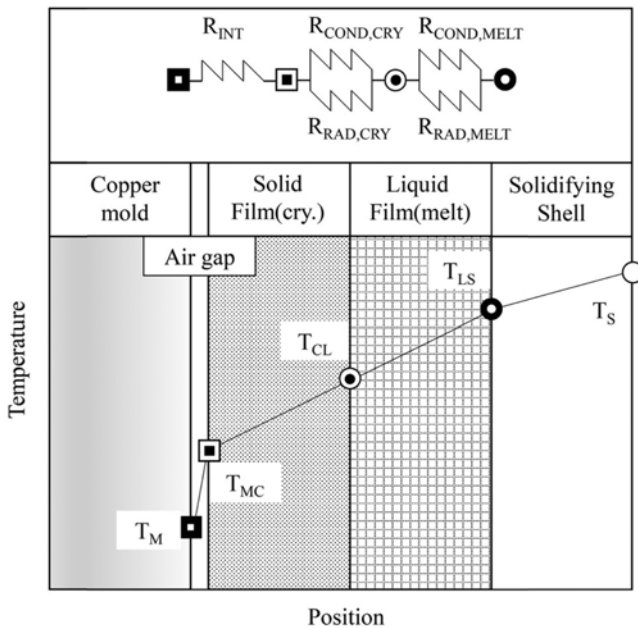 R_INT
R_COND,CRY
R_COND,MELT
R_RAD,CRY
R_RAD,MELT
Copper
mold
Solid
Film(cry.)
Liquid
Film(melt)
Solidifying
Shell
Air gap
T_LS
T_S
T_CL
T_MC
T_M
Temperature
Position